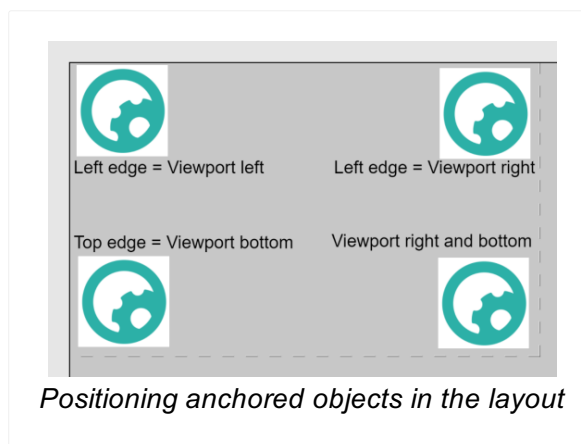 Left edge = Viewport left
Left edge = Viewport right
Top edge = Viewport bottom
Viewport right and bottom
Positioning anchored objects in the layout